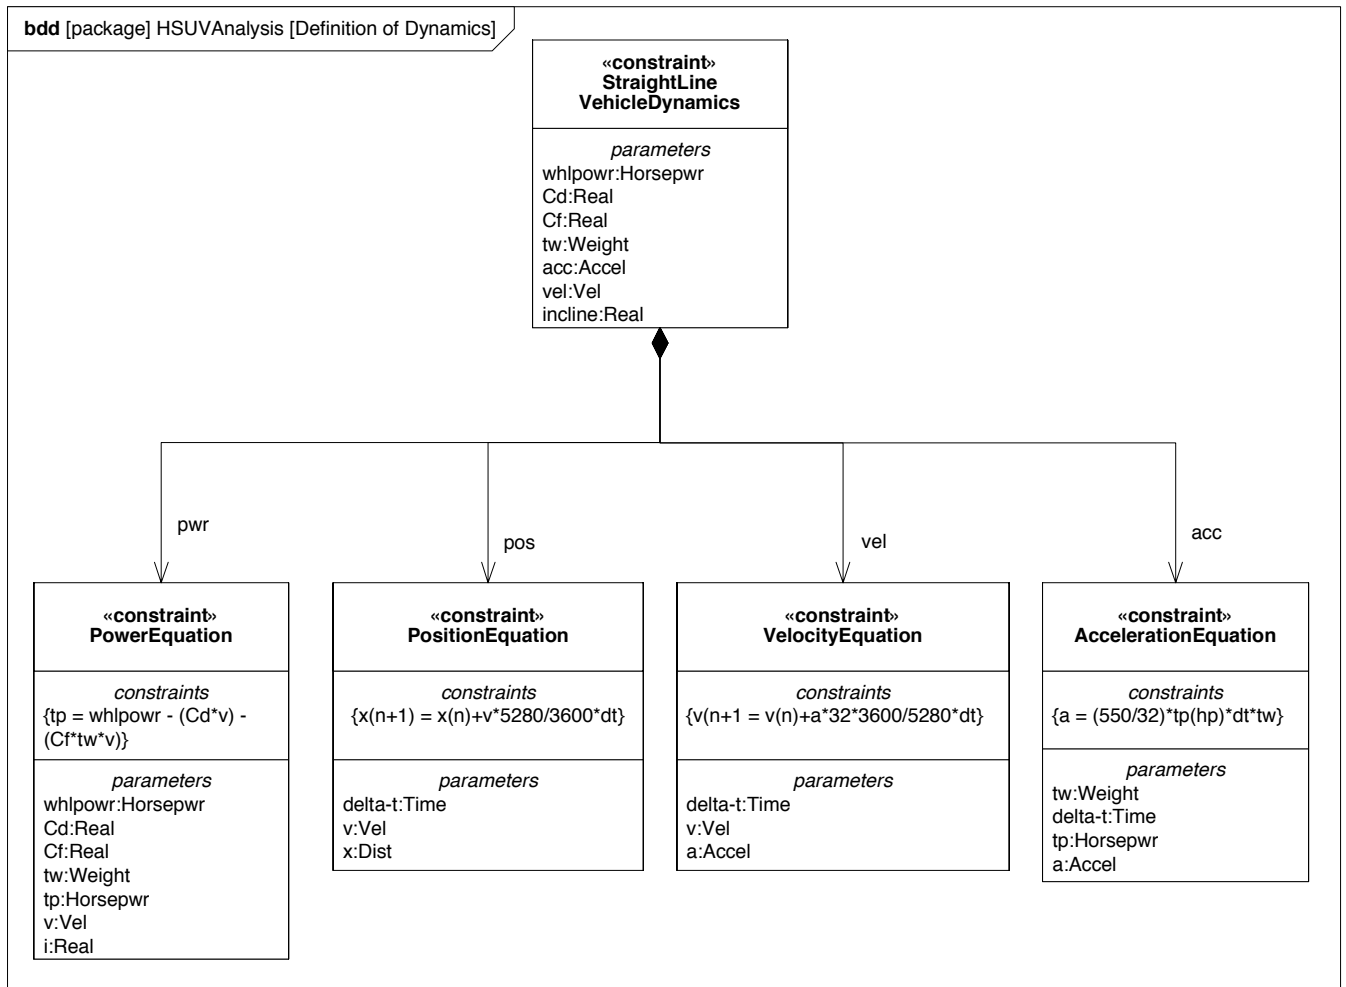 bdd [package] HSUVAnalysis [Definition of Dynamics]
«constraint»
StraightLine
VehicleDynamics
parameters
whlpowr:Horsepwr
Cd:Real
Cf:Real
tw:Weight
acc:Accel
vel:Vel
incline:Real
pwr
pos
vel
acc
«constraint»
PowerEquation
constraints
{tp = whlpowr - (Cd*v) -
(Cf*tw*v)}
parameters
whlpowr:Horsepwr
Cd:Real
Cf:Real
tw:Weight
tp:Horsepwr
v:Vel
i:Real
«constraint»
PositionEquation
constraints
{x(n+1) = x(n)+v*5280/3600*dt}
parameters
delta-t:Time
v:Vel
x:Dist
«constraint»
VelocityEquation
constraints
{v(n+1 = v(n)+a*32*3600/5280*dt}
parameters
delta-t:Time
v:Vel
a:Accel
«constraint»
AccelerationEquation
constraints
{a = (550/32)*tp(hp)*dt*tw}
parameters
tw:Weight
delta-t:Time
tp:Horsepwr
a:Accel